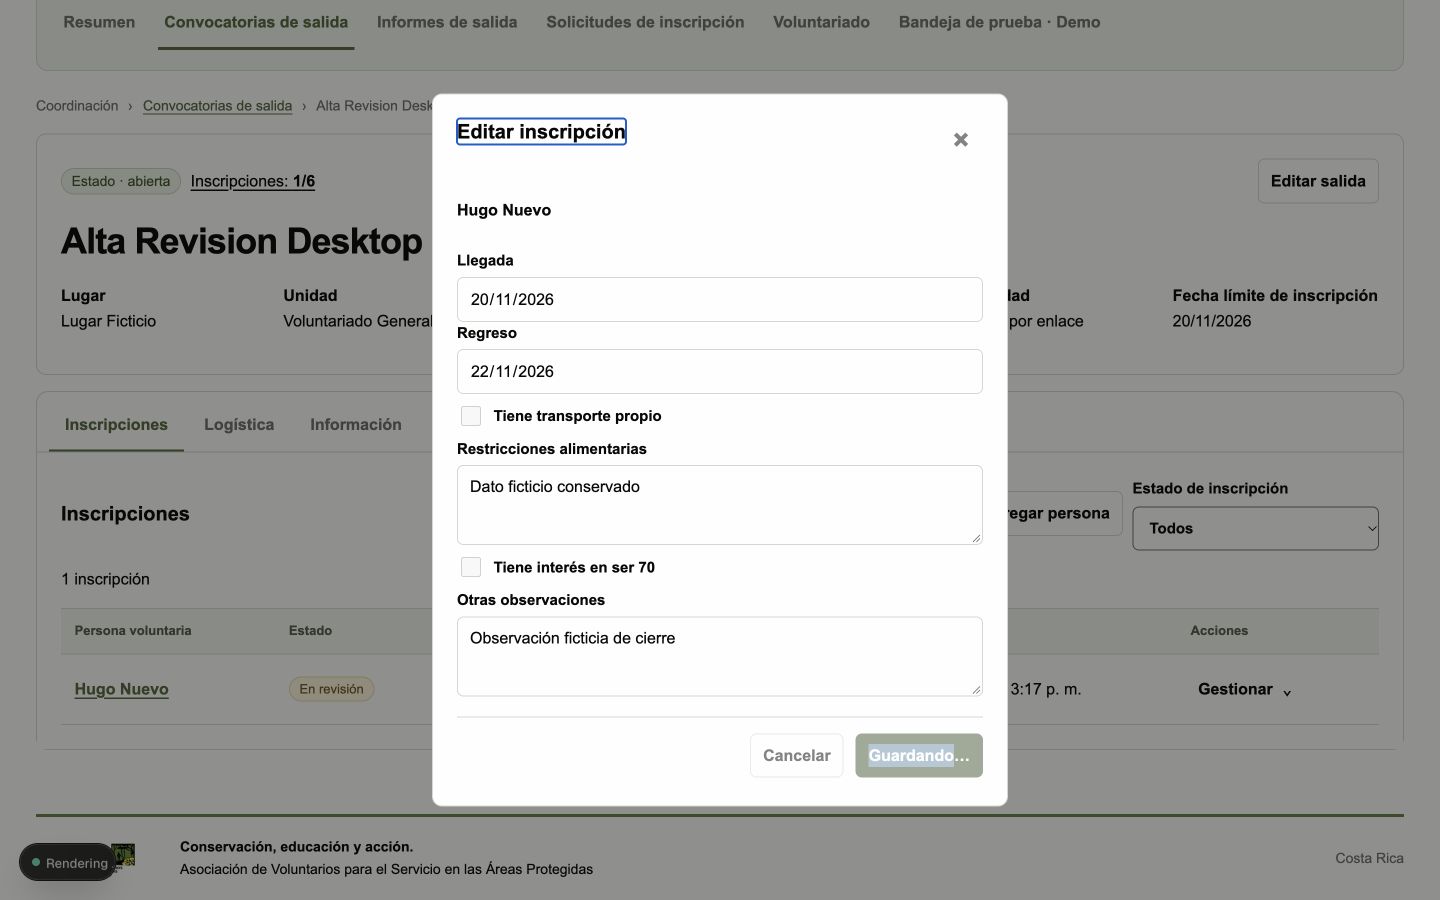 Resumen Convocatorias de salida Informes de salida Solicitudes de inscripción Voluntariado Bandeja de prueba · Demo
Coordinación › Convocatorias de salida › Alta Revision Desk
Estado · abierta Inscripciones: 1/6 Editar salida
Alta Revision Desktop
Lugar Unidad dad Fecha límite de inscripción
Lugar Ficticio Voluntariado General por enlace 20/11/2026
Inscripciones Logística Información
Inscripciones regar persona
Estado de inscripción
Todos
1 inscripción
Persona voluntaria Estado Acciones
Hugo Nuevo En revisión 3:17 p. m. Gestionar
Editar inscripción
Hugo Nuevo
Llegada
20/11/2026
Regreso
22/11/2026
Tiene transporte propio
Restricciones alimentarias
Dato ficticio conservado
Tiene interés en ser 70
Otras observaciones
Observación ficticia de cierre
Cancelar Guardando...
Rendering
Conservación, educación y acción.
Asociación de Voluntarios para el Servicio en las Áreas Protegidas
Costa Rica